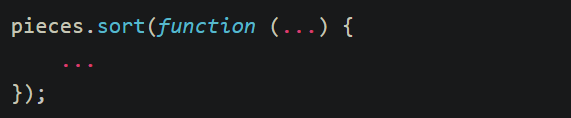 pieces.sort(function (...) {
    ...
});